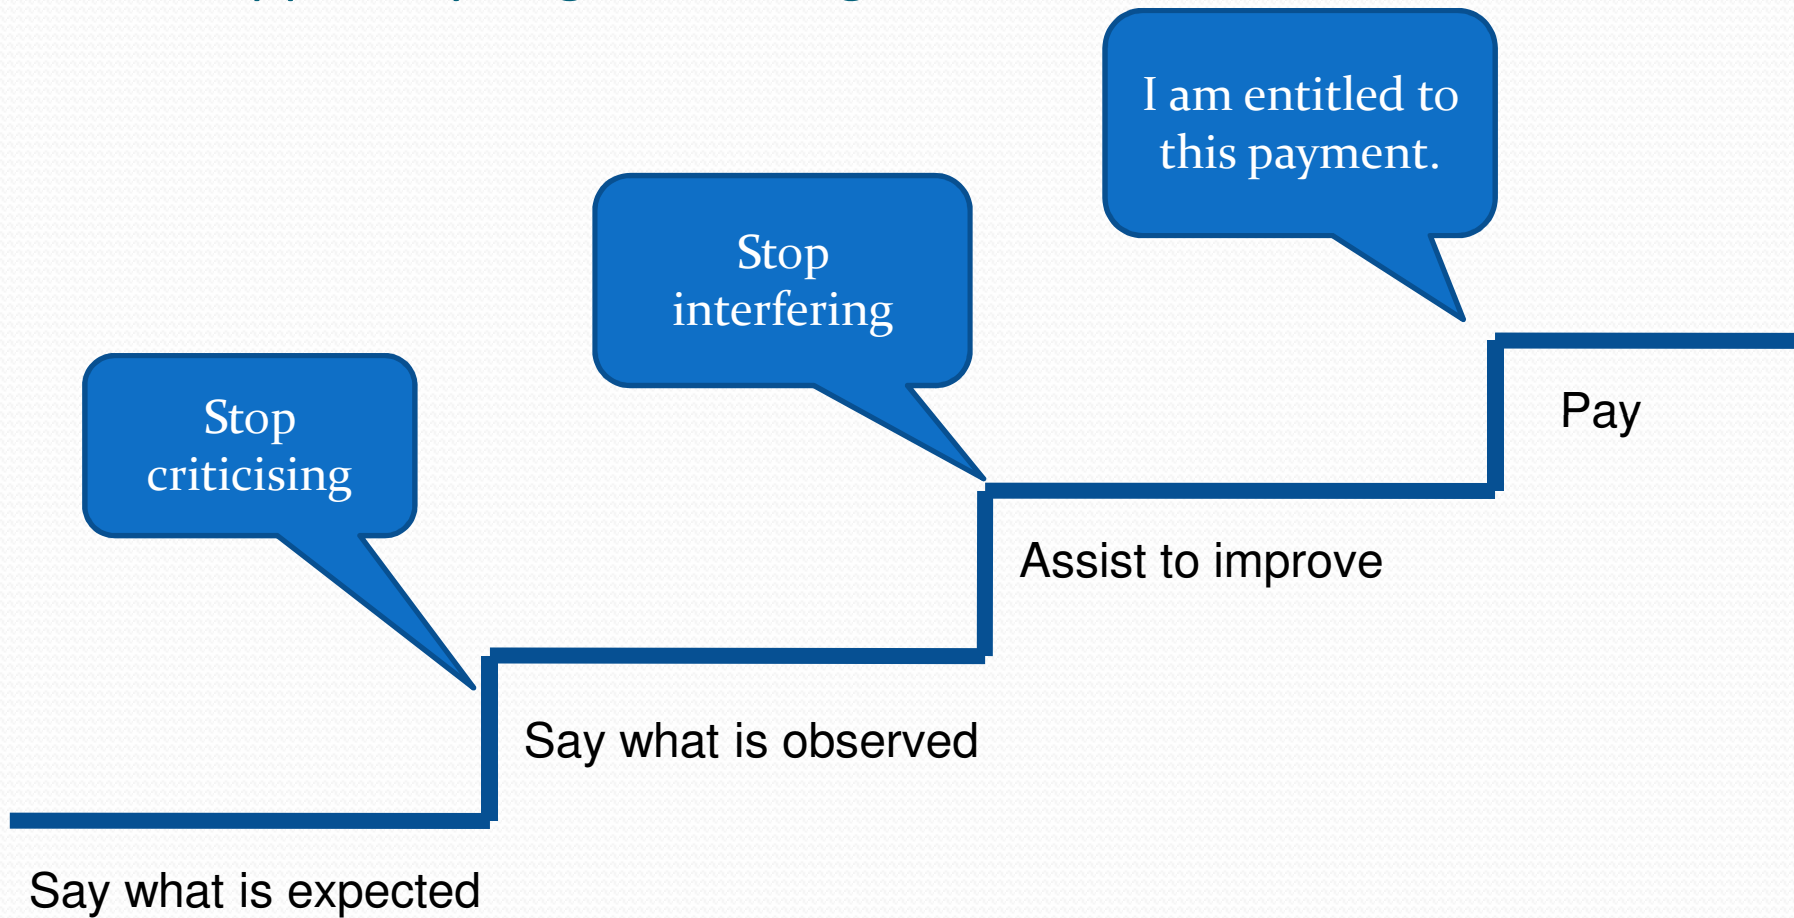 I am entitled to
this payment.
Stop
interfering
Stop
criticising
Pay
Assist to improve
Say what is observed
Say what is expected